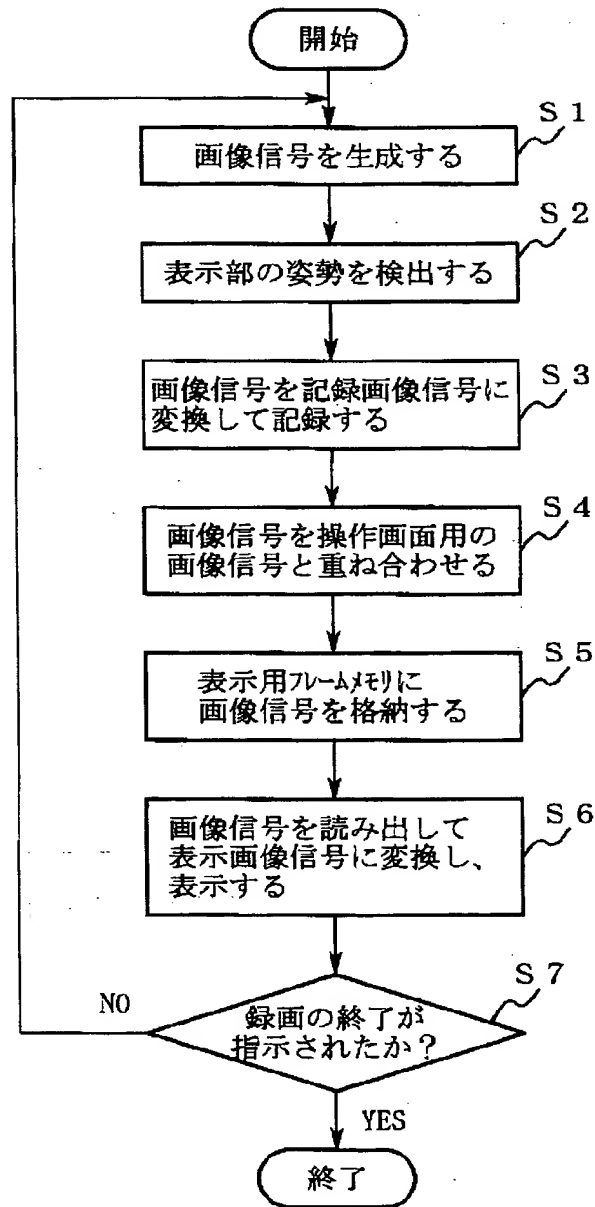 開始
S1
画像信号を生成する
S2
表示部の姿勢を検出する
S3
画像信号を記録画像信号に
変換して記録する
S4
画像信号を操作画面用の
画像信号と重ね合わせる
S5
表示用フレームメモリに
画像信号を格納する
S6
画像信号を読み出して
表示画像信号に変換し、
表示する
S7
NO
録画の終了が
指示されたか?
YES
終了